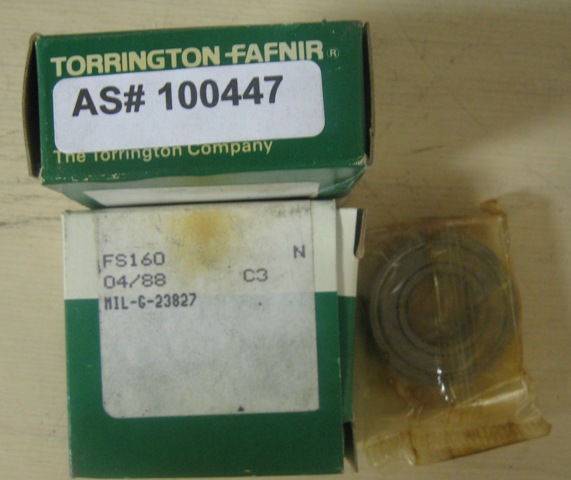 TORRINGTON FAFNIR ®
AS# 100447
The Torrington Company
FS160 N
04/88 C3
MIL-G-23827